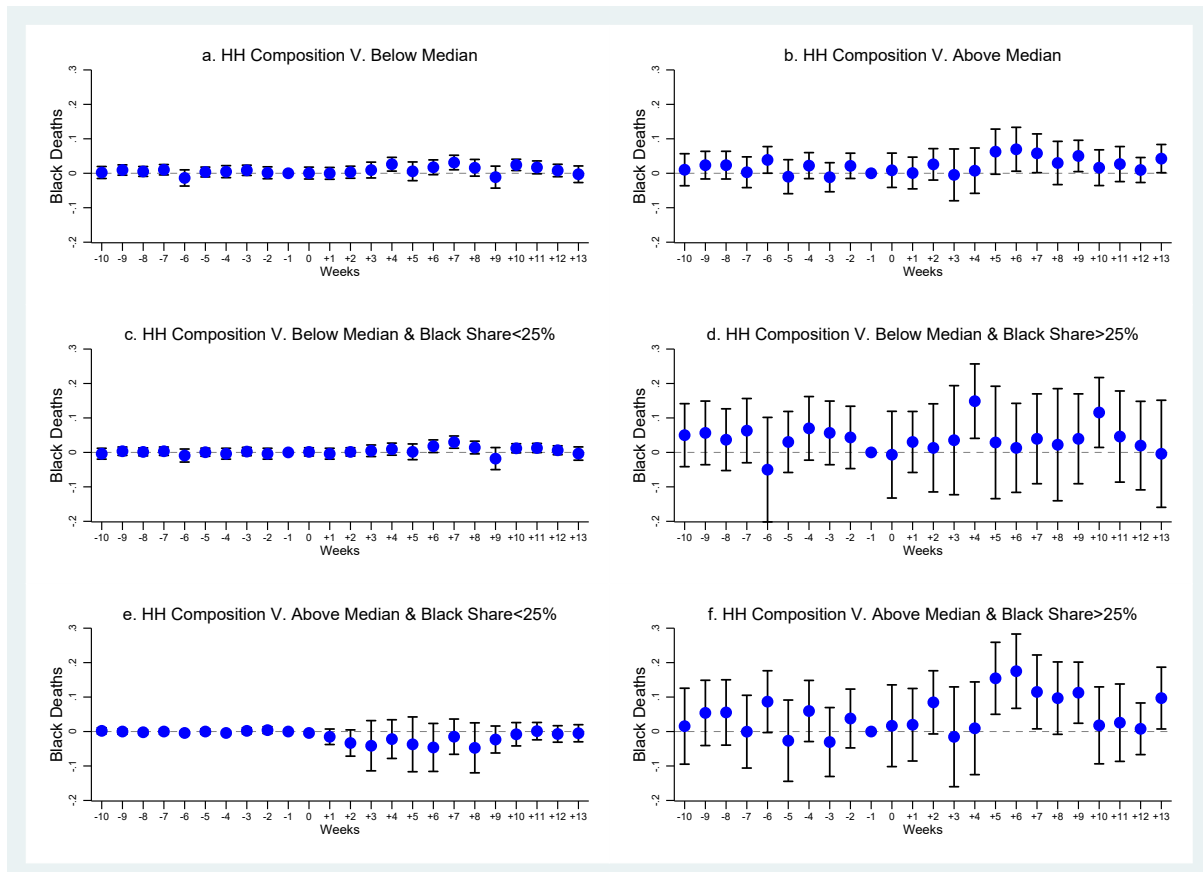 a. HH Composition V. Below Median
Black Deaths
.3
.2
.1
0
-.1
-.2
-10 -9 -8 -7 -6 -5 -4 -3 -2 -1 0 +1 +2 +3 +4 +5 +6 +7 +8 +9 +10 +11 +12 +13
Weeks
b. HH Composition V. Above Median
Black Deaths
.3
.2
.1
0
-.1
-.2
-10 -9 -8 -7 -6 -5 -4 -3 -2 -1 0 +1 +2 +3 +4 +5 +6 +7 +8 +9 +10 +11 +12 +13
Weeks
c. HH Composition V. Below Median & Black Share<25%
Black Deaths
.3
.2
.1
0
-.1
-.2
-10 -9 -8 -7 -6 -5 -4 -3 -2 -1 0 +1 +2 +3 +4 +5 +6 +7 +8 +9 +10 +11 +12 +13
Weeks
d. HH Composition V. Below Median & Black Share>25%
Black Deaths
.3
.2
.1
0
-.1
-.2
-10 -9 -8 -7 -6 -5 -4 -3 -2 -1 0 +1 +2 +3 +4 +5 +6 +7 +8 +9 +10 +11 +12 +13
Weeks
e. HH Composition V. Above Median & Black Share<25%
Black Deaths
.3
.2
.1
0
-.1
-.2
-10 -9 -8 -7 -6 -5 -4 -3 -2 -1 0 +1 +2 +3 +4 +5 +6 +7 +8 +9 +10 +11 +12 +13
Weeks
f. HH Composition V. Above Median & Black Share>25%
Black Deaths
.3
.2
.1
0
-.1
-.2
-10 -9 -8 -7 -6 -5 -4 -3 -2 -1 0 +1 +2 +3 +4 +5 +6 +7 +8 +9 +10 +11 +12 +13
Weeks